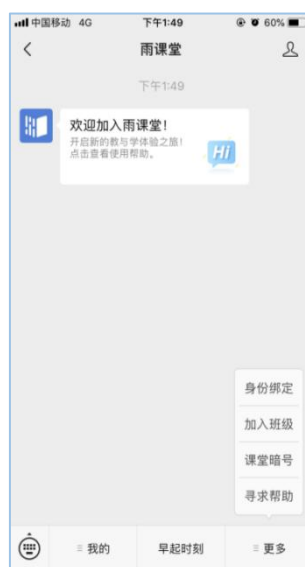 中国移动 4G 下午1:49 60%
雨课堂
下午1:49
欢迎加入雨课堂!
开启新的教与学体验之旅!
点击查看使用帮助。
Hi
身份绑定
加入班级
课堂暗号
寻求帮助
我的 早起时刻 更多